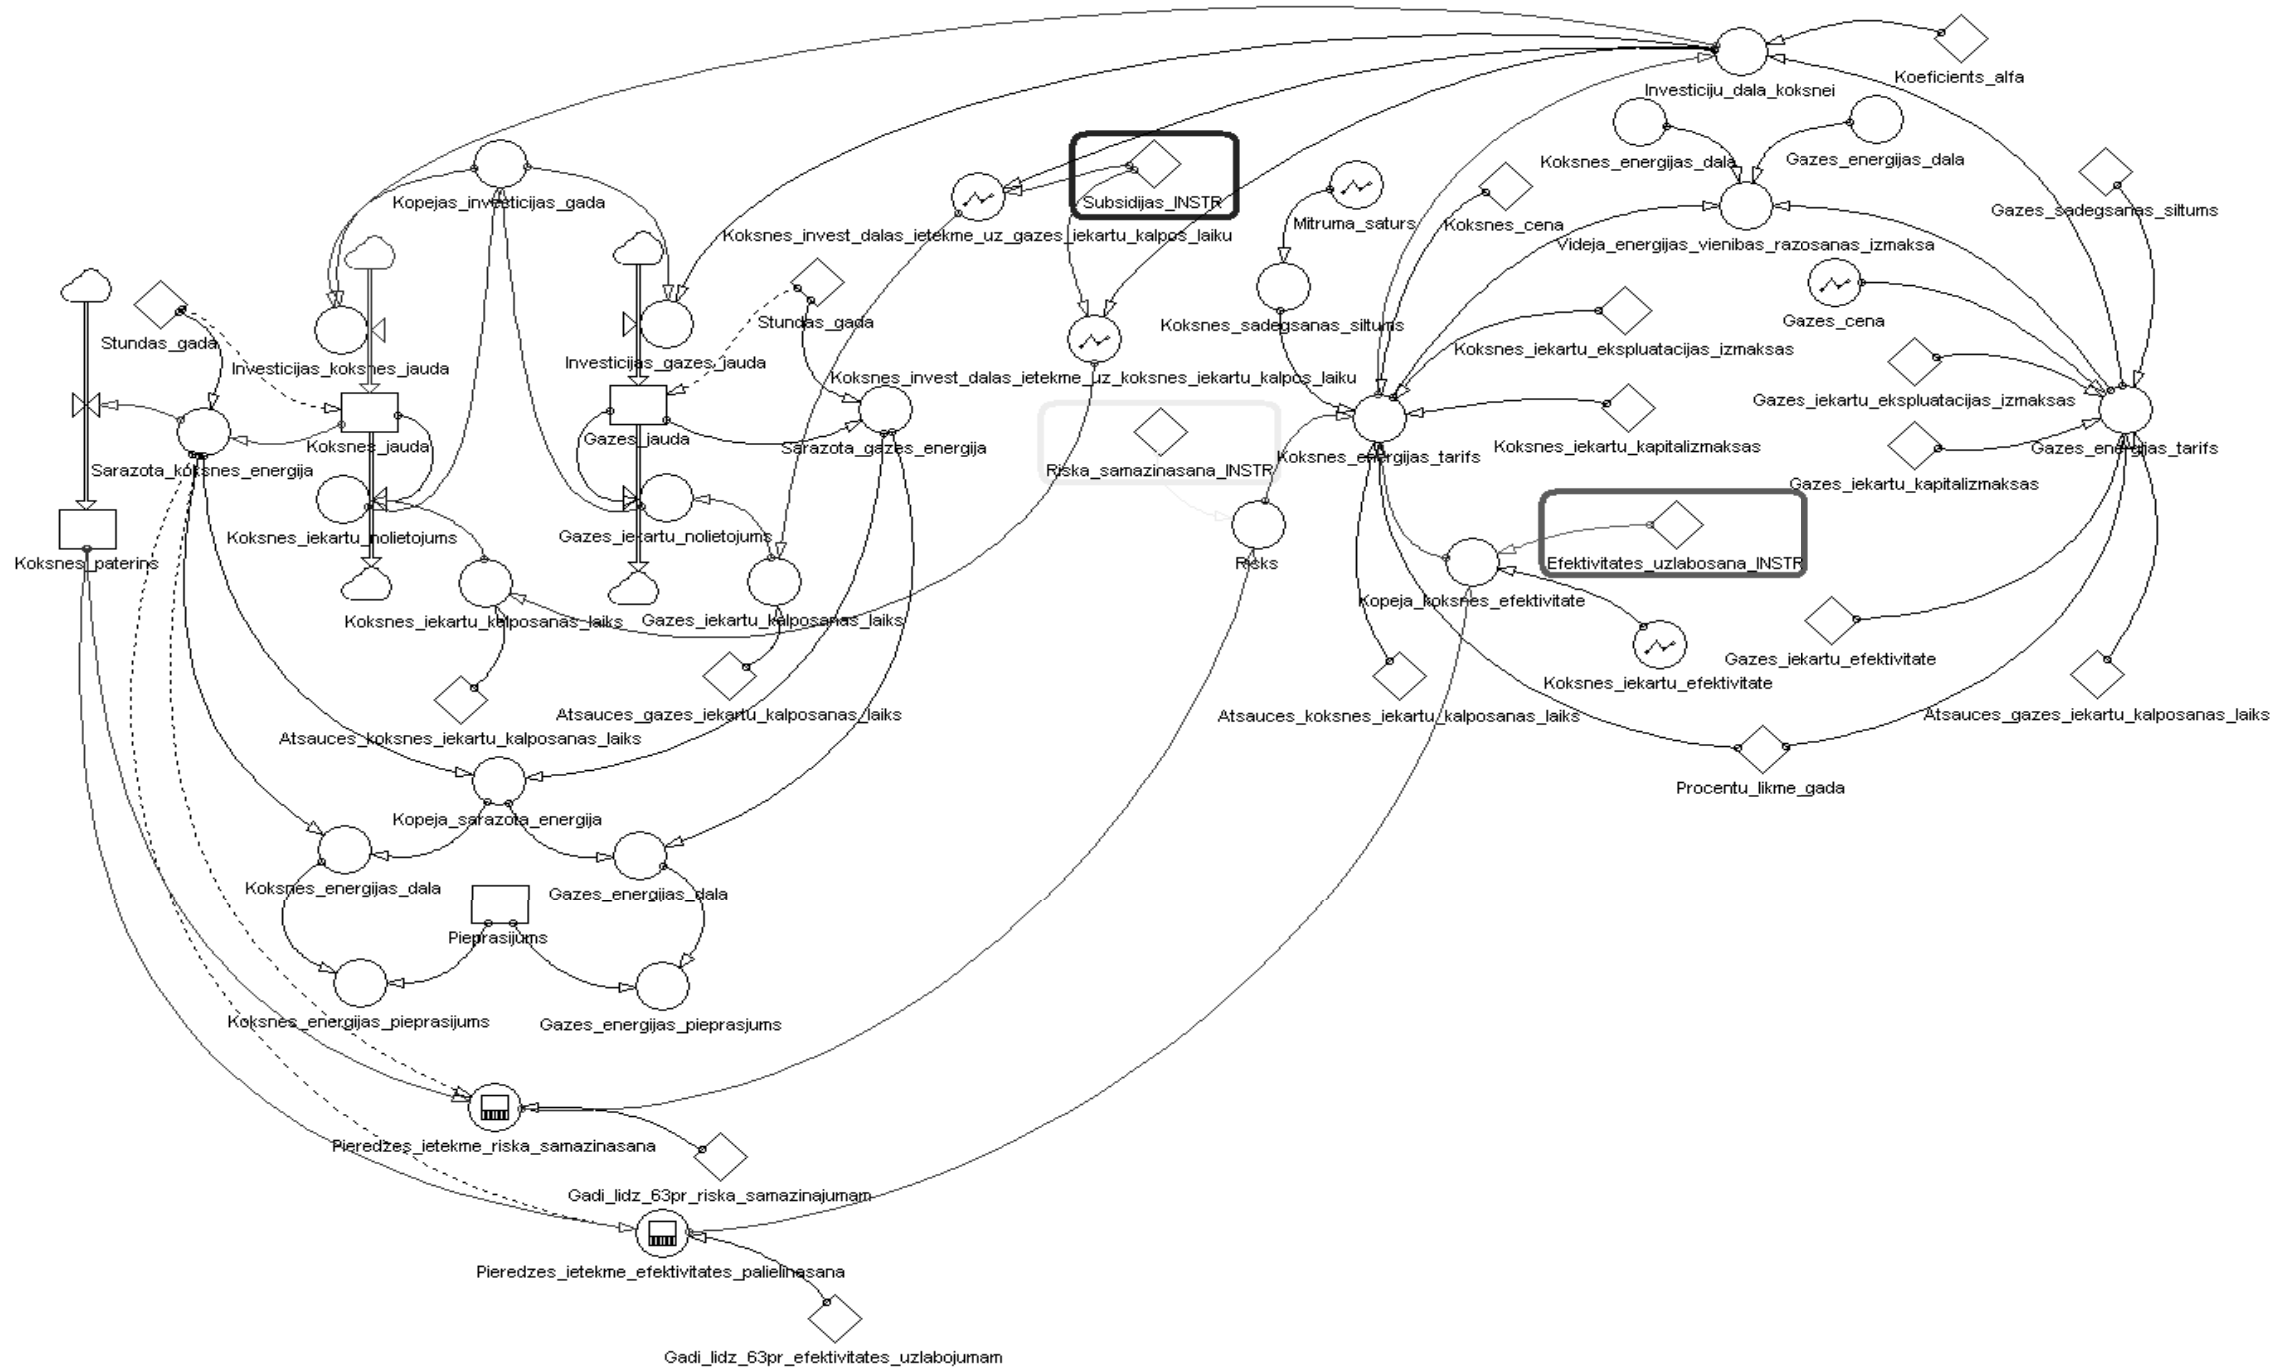 Koeficients_alfa
Investiciju_dala_koksnei
Koksnes_energijas_dala
Gazes_energijas_dala
Kopejas_investicijas_gada
Subsidijas_INSTR
Gazes_sadegsanas_siltums
Mitruma_saturs
Koksnes_cena
Koksnes_invest_dalas_ietekme_uz_gazes_iekartu_kalpos_laiku
Videja_energijas_vienibas_razosanas_izmaksa
Stundas_gada
Stundas_gada
Koksnes_sadegsanas_siltums
Gazes_cena
Koksnes_iekartu_ekspluatacijas_izmaksas
Investicijas_koksnes_jauda
Investicijas_gazes_jauda
Koksnes_invest_dalas_ietekme_uz_koksnes_iekartu_kalpos_laiku
Gazes_iekartu_ekspluatacijas_izmaksas
Koksnes_jauda
Gazes_jauda
Sarazota_gazes_energija
Koksnes_iekartu_kapitalizmaksas
Gazes_energijas_tarifs
Koksnes_energijas_tarifs
Sarazota_koksnes_energija
Riska_samazinasana_INSTR
Gazes_iekartu_kapitalizmaksas
Koksnes_iekartu_nolietojums
Gazes_iekartu_nolietojums
Koksnes_paterins
Risks
Efektivitates_uzlabosana_INSTR
Kopeja_koksnes_efektivitate
Koksnes_iekartu_kalposanas_laiks
Gazes_iekartu_kalposanas_laiks
Gazes_iekartu_efektivitate
Koksnes_iekartu_efektivitate
Atsauces_gazes_iekartu_kalposanas_laiks
Atsauces_koksnes_iekartu_kalposanas_laiks
Atsauces_gazes_iekartu_kalposanas_laiks
Atsauces_koksnes_iekartu_kalposanas_laiks
Procentu_likme_gada
Kopeja_sarazota_energija
Koksnes_energijas_dala
Gazes_energijas_dala
Pieprasijums
Koksnes_energijas_pieprasijums
Gazes_energijas_pieprasjums
Pieredzes_ietekme_riska_samazinasana
Gadi_lidz_63pr_riska_samazinajumam
Pieredzes_ietekme_efektivitates_palielinasana
Gadi_lidz_63pr_efektivitates_uzlabojumam